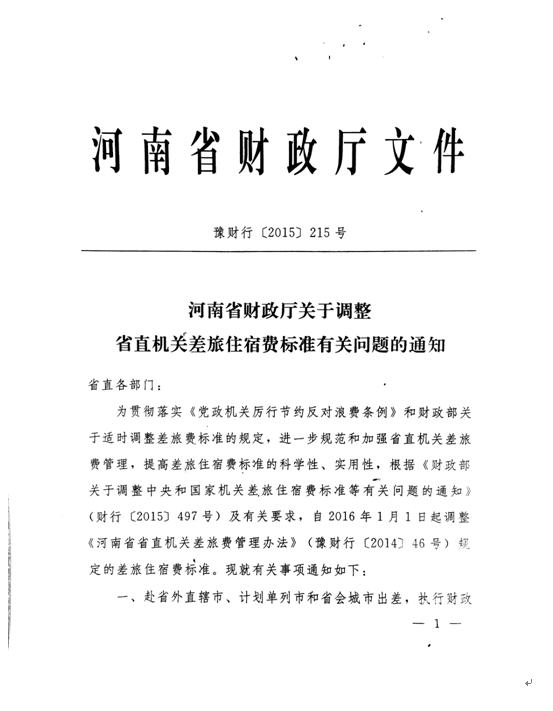 河南省财政厅文件
豫财行〔2015〕215号
河南省财政厅关于调整
省直机关差旅住宿费标准有关问题的通知
省直各部门：
为贯彻落实《党政机关厉行节约反对浪费条例》和财政部关
于适时调整差旅费标准的规定，进一步规范和加强省直机关差旅
费管理，提高差旅住宿费标准的科学性、实用性，根据《财政部
关于调整中央和国家机关差旅住宿费标准等有关问题的通知》
（财行〔2015〕497号）及有关要求，自2016年1月1日起调整
《河南省省直机关差旅费管理办法》（豫财行〔2014〕46号）规
定的差旅住宿费标准。现就有关事项通知如下：
一、赴省外直辖市、计划单列市和省会城市出差，执行财政
— 1 —